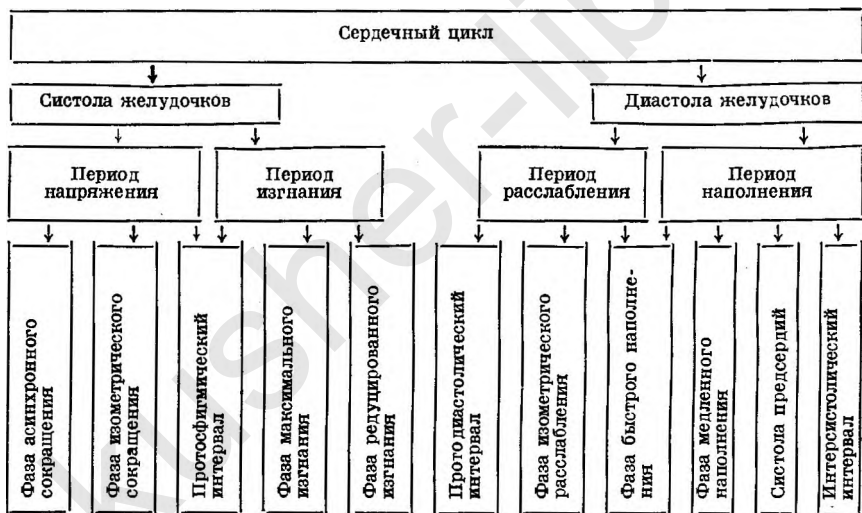 Сердечный цикл
Систола желудочков
Диастола желудочков
Период
напряжения
Период
изгнания
Период
расслабления
Период
наполнения
Фаза асинхронного
сокращения
Фаза изометрического
сокращения
Протосфигмический
интервал
Фаза максимального
изгнания
Фаза редуцированного
изгнания
Протодиастолический
интервал
Фаза изометрического
расслабления
Фаза быстрого наполне-
ния
Фаза медленного
наполнения
Систола предсердий
Интерсистолический
интервал
kusher-lib